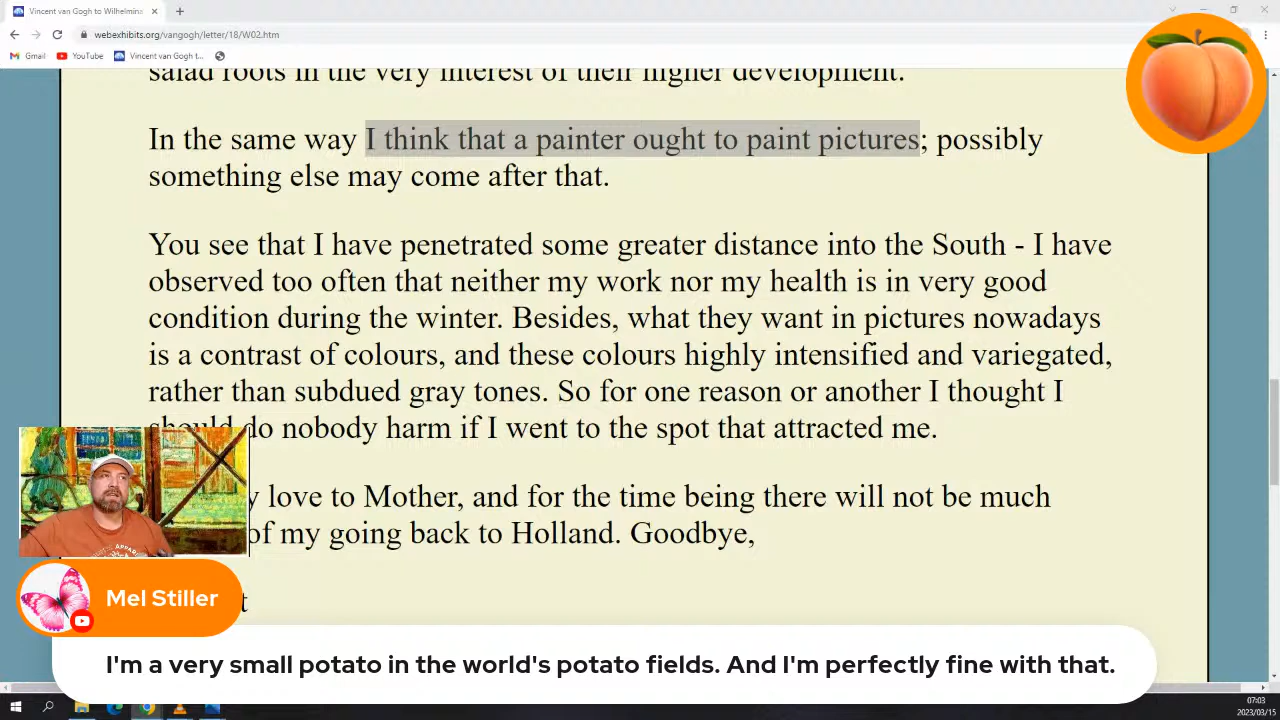 Vincent van Gogh to Wilhelmina
webexhibits.org/vangogh/letter/18/W02.htm
Gmail
YouTube
Vincent van Gogh t...
salad roots in the very interest of their higher development.
In the same way I think that a painter ought to paint pictures; possibly
something else may come after that.
You see that I have penetrated some greater distance into the South - I have
observed too often that neither my work nor my health is in very good
condition during the winter. Besides, what they want in pictures nowadays
is a contrast of colours, and these colours highly intensified and variegated,
rather than subdued gray tones. So for one reason or another I thought I
should do nobody harm if I went to the spot that attracted me.
love to Mother, and for the time being there will not be much
of my going back to Holland. Goodbye,
Mel Stiller
I'm a very small potato in the world's potato fields. And I'm perfectly fine with that.
07:03
2023/03/15